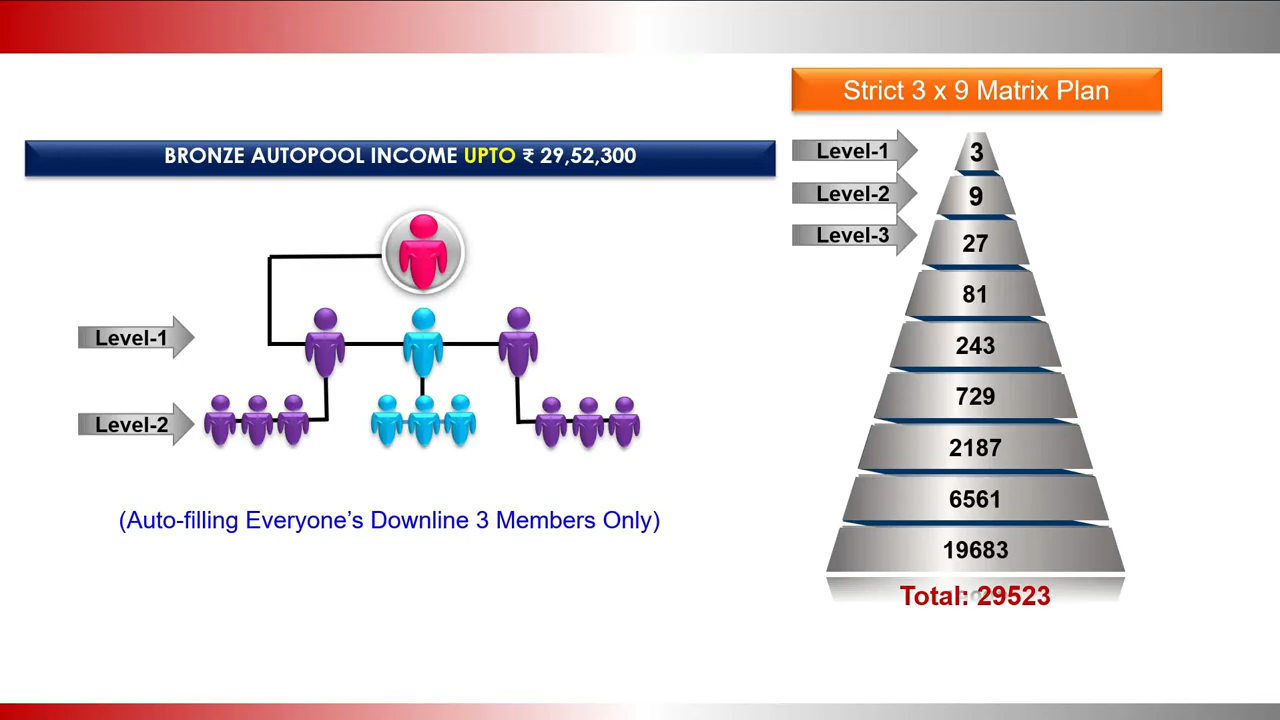 Strict 3 x 9 Matrix Plan
BRONZE AUTOPOOL INCOME UPTO ₹ 29,52,300
Level-1
3
Level-2
9
Level-3
27
81
243
729
2187
6561
19683
Total: 29523
Level-1
Level-2
(Auto-filling Everyone’s Downline 3 Members Only)